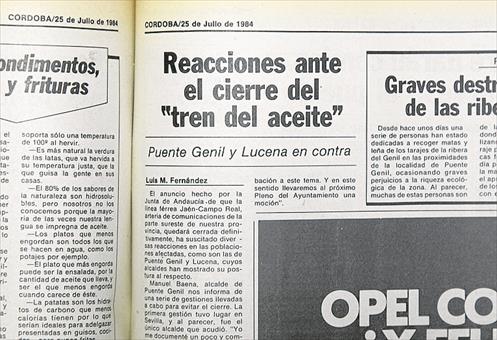 CORDOBA/25 de Julio de 1984
ondimentos,
y frituras
soporta sólo una temperatura
de 100º al hervir.
—Es más natural la verdura
de las latas, que va hervida a
su temperatura justa, que la
que guisa la gente en sus
casas.
—El 80% de los sabores de
la naturaleza son hidrosolu-
bles, pero nosotros no lo
conocemos porque la mayo-
ría de las veces nuestra len-
gua se impregna de aceite.
—Los platos que menos
engordan son todos los que
se hacen en agua, como los
potajes por ejemplo.
—El plato que más engorda
puede ser la ensalada, por la
cantidad de aceite que lleva, y
ser el que menos engorde
cuando carece de éste.
—La patatas son hidra-
tos de carbono que menos
calorías tienen por lo que
serían ideales para adelgazar
presentadas en guisos, coci-
CORDOBA/25 de Julio de 1984
Reacciones ante
el cierre del
"tren del aceite"
Puente Genil y Lucena en contra
Luis M. Fernández
El anuncio hecho por la
Junta de Andaucía -de que la
línea férrea Jaén-Campo Real,
arteria de comunicaciones de la
parte sureste de nuestra pro-
vincia, quedará cerrada defini-
tivamente, ha suscitado diver-
sas reacciones en las poblacio-
nes afectadas, como son las de
Puente Genil y Lucena, cuyos
alcaldes han mostrado su pos-
tura al respecto.
Manuel Baena, alcalde de
Puente Genil nos informa de
una serie de gestiones llevadas
a cabo para evitar el cierre. La
primera gestión tuvo lugar en
Sevilla, y al parecer, fue el
único alcalde que acudió. "Yo
me documenté un poco y com-
bación a este tema. Y en este
sentido llevaremos al próximo
Pleno del Ayuntamiento una
moción".
Graves destr
de las ribe
Desde hace unos días una
serie de personas han estado
dedicadas a recoger matas y
leña de los tarajes de la ribera
del Genil en las proximidades
de la localidad de Puente
Genil, ocasionando graves
perjuicios a la riqueza ecológi-
ca de la zona. Al parecer,
muchas de estas personas son
OPEL CO